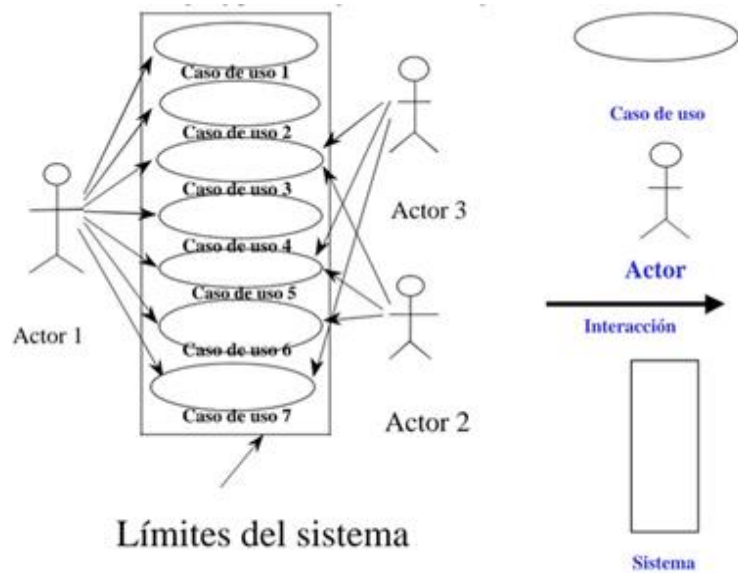 Caso de uso 1
Caso de uso 2
Caso de uso 3
Caso de uso 4
Caso de uso 5
Caso de uso 6
Caso de uso 7
Actor 1
Actor 3
Actor 2
Límites del sistema
Caso de uso
Actor
Interacción
Sistema